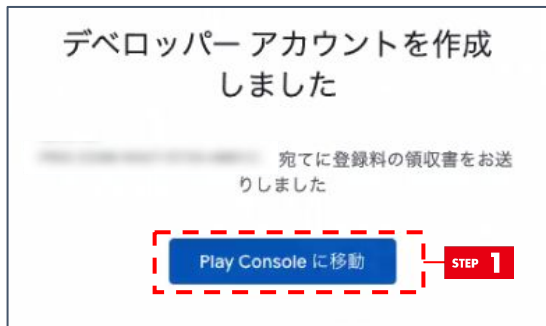 デベロッパー アカウントを作成
しました
宛てに登録料の領収書をお送
りしました
Play Console に移動
STEP 1